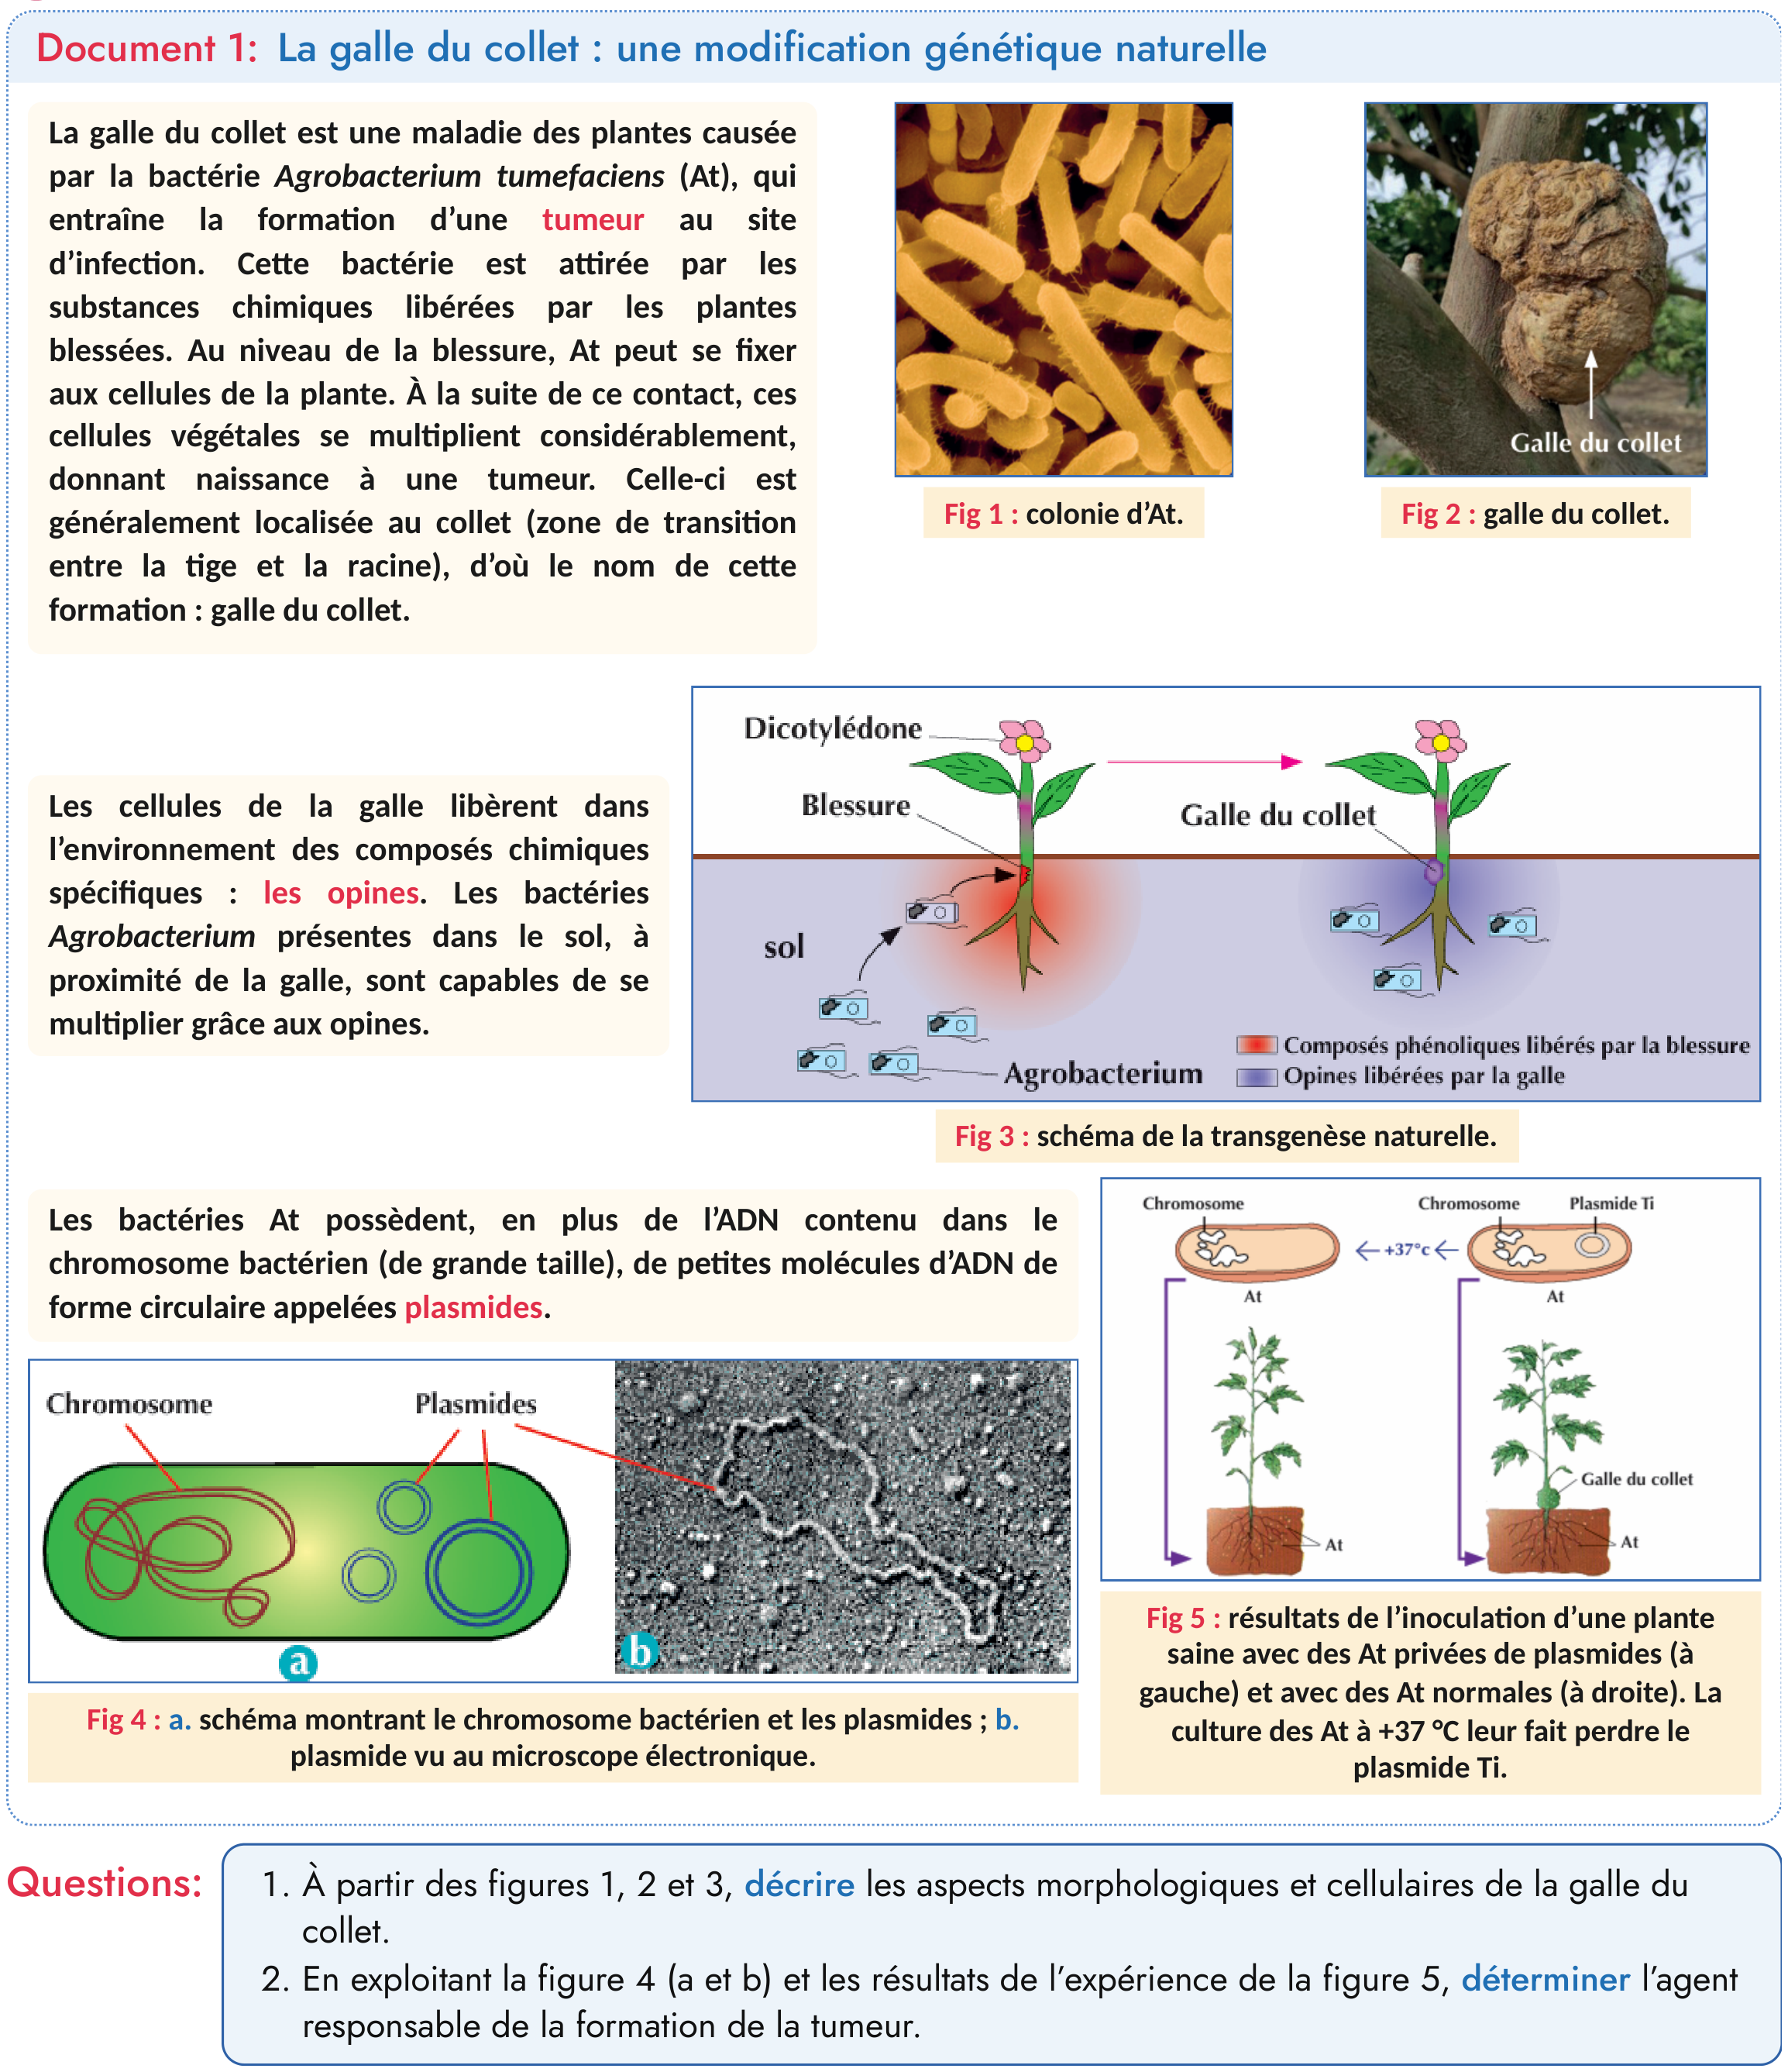 Document 1: La galle du collet : une modification génétique naturelle
La galle du collet est une maladie des plantes causée
par la bactérie Agrobacterium tumefaciens (At), qui
entraîne la formation d’une tumeur au site
d’infection. Cette bactérie est attirée par les
substances chimiques libérées par les plantes
blessées. Au niveau de la blessure, At peut se fixer
aux cellules de la plante. À la suite de ce contact, ces
cellules végétales se multiplient considérablement,
donnant naissance à une tumeur. Celle-ci est
généralement localisée au collet (zone de transition
entre la tige et la racine), d’où le nom de cette
formation : galle du collet.
Galle du collet
Fig 1 : colonie d’At.
Fig 2 : galle du collet.
Les cellules de la galle libèrent dans
l’environnement des composés chimiques
spécifiques : les opines. Les bactéries
Agrobacterium présentes dans le sol, à
proximité de la galle, sont capables de se
multiplier grâce aux opines.
Dicotylédone
Blessure
Galle du collet
sol
Agrobacterium
Composés phénoliques libérés par la blessure
Opines libérées par la galle
Fig 3 : schéma de la transgenèse naturelle.
Les bactéries At possèdent, en plus de l’ADN contenu dans le
chromosome bactérien (de grande taille), de petites molécules d’ADN de
forme circulaire appelées plasmides.
Chromosome
Plasmides
a
b
Fig 4 : a. schéma montrant le chromosome bactérien et les plasmides ; b.
plasmide vu au microscope électronique.
Chromosome
Chromosome
Plasmide Ti
+37°c
At
At
Galle du collet
At
At
Fig 5 : résultats de l’inoculation d’une plante
saine avec des At privées de plasmides (à
gauche) et avec des At normales (à droite). La
culture des At à +37 °C leur fait perdre le
plasmide Ti.
Questions:
1. À partir des figures 1, 2 et 3, décrire les aspects morphologiques et cellulaires de la galle du
collet.
2. En exploitant la figure 4 (a et b) et les résultats de l’expérience de la figure 5, déterminer l’agent
responsable de la formation de la tumeur.